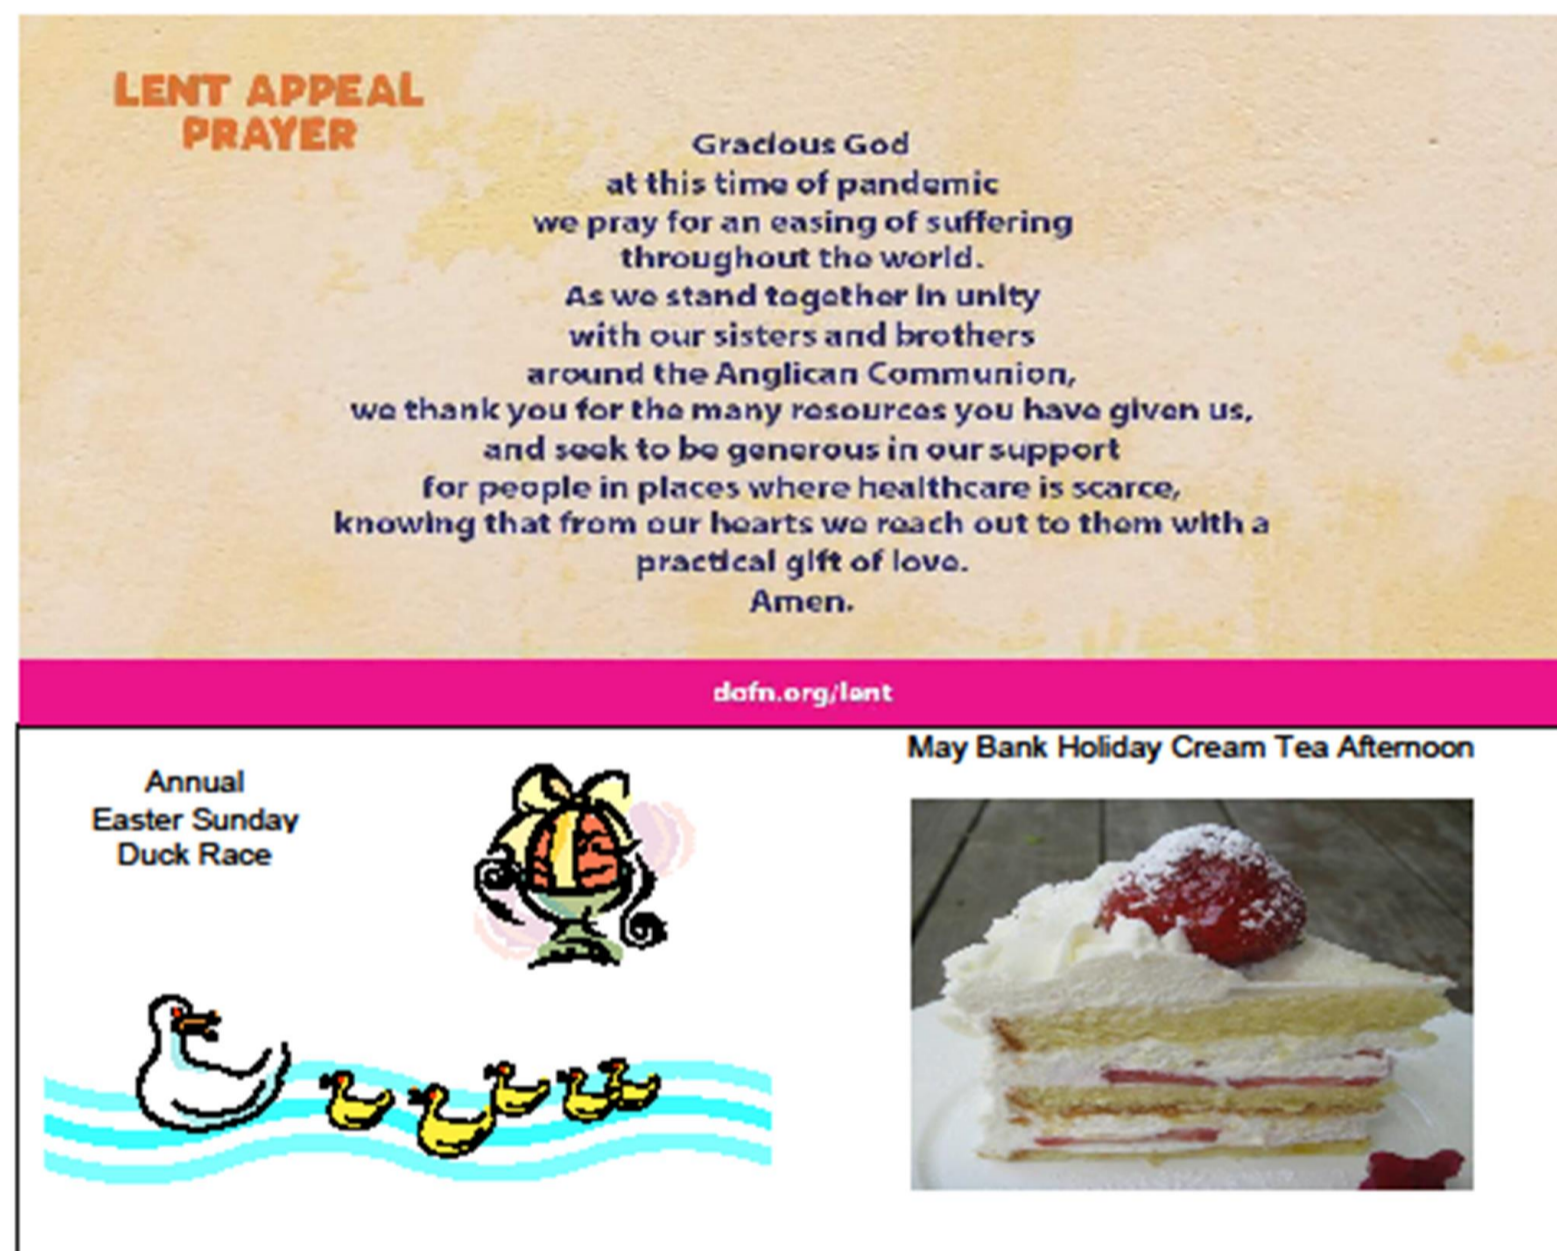 LENT APPEAL
PRAYER
Gracious God
at this time of pandemic
we pray for an easing of suffering
throughout the world.
As we stand together in unity
with our sisters and brothers
around the Anglican Communion,
we thank you for the many resources you have given us,
and seek to be generous in our support
for people in places where healthcare is scarce,
knowing that from our hearts we reach out to them with a
practical gift of love.
Amen.
dofn.org/lent
Annual
Easter Sunday
Duck Race
May Bank Holiday Cream Tea Afternoon